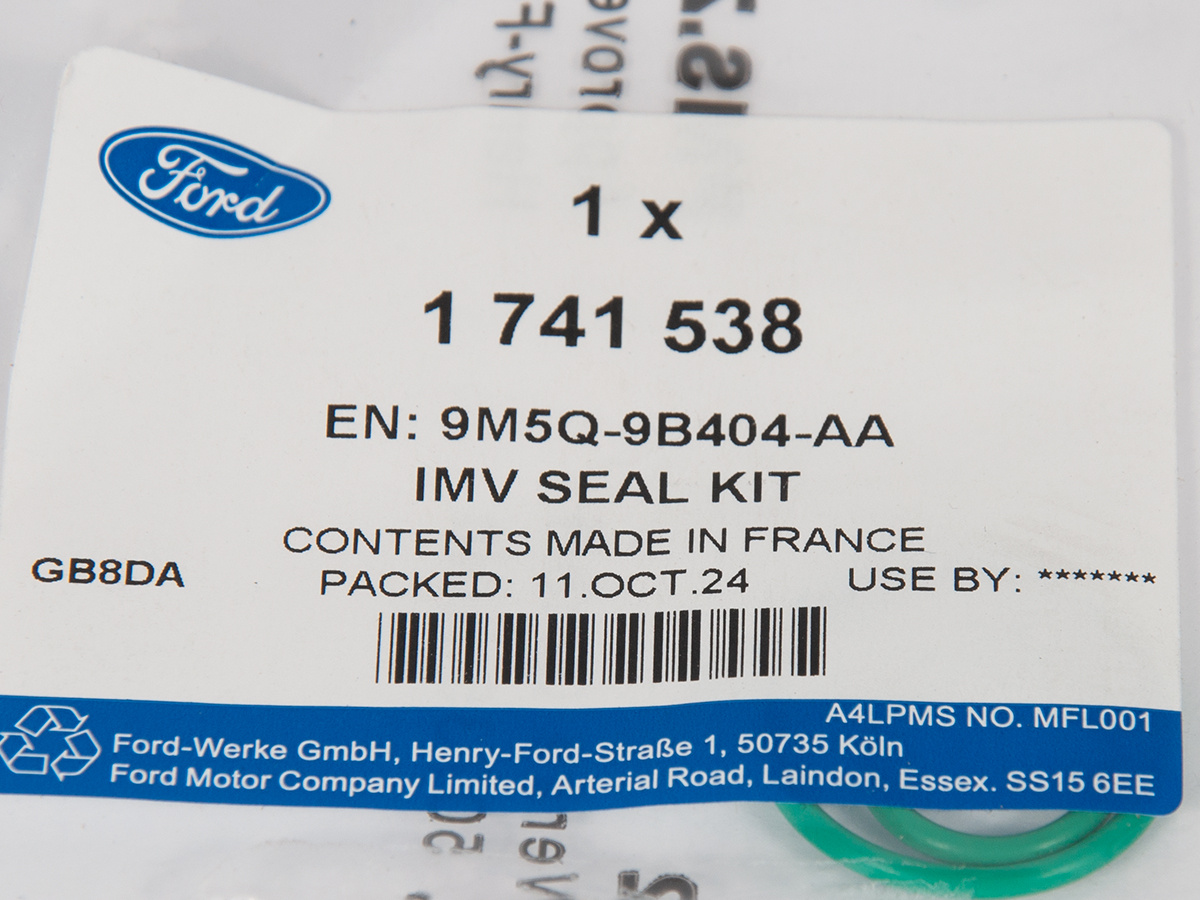 Ford
1 x
1 741 538
EN: 9M5Q-9B404-AA
IMV SEAL KIT
CONTENTS MADE IN FRANCE
GB8DA PACKED: 11.OCT.24 USE BY: *******
A4LPMS NO. MFL001
Ford-Werke GmbH, Henry-Ford-Straße 1, 50735 Köln
Ford Motor Company Limited, Arterial Road, Laindon, Essex. SS15 6EE